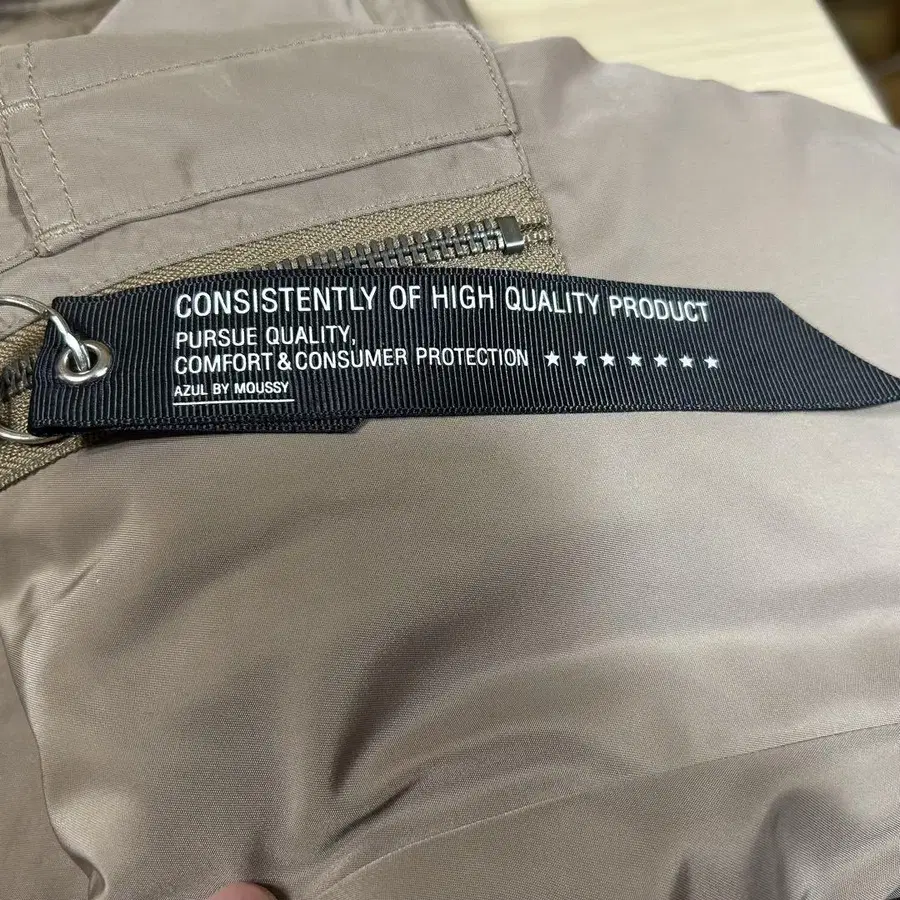 CONSISTENTLY OF HIGH QUALITY PRODUCT
PURSUE QUALITY,
COMFORT & CONSUMER PROTECTION ★★★★★★★
AZUL BY MOUSSY